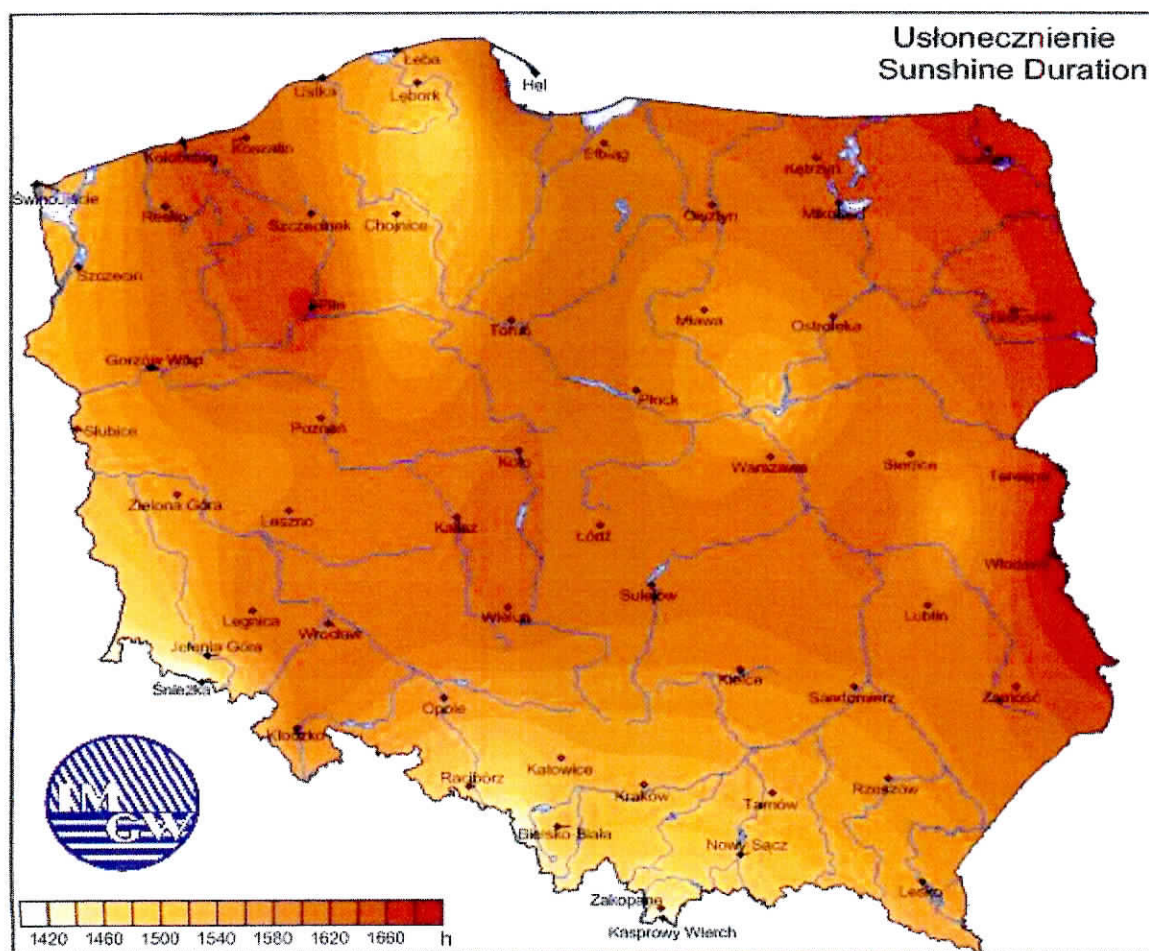 Usłonecznienie
Sunshine Duration
Łeba
Hel
Ustka
Lębork
Koszalin
Kołobrzeg
Elbląg
Kętrzyn
Świnoujście
Resko
Szczecinek
Chojnice
Olsztyn
Mikołajki
Szczecin
Piła
Toruń
Mława
Ostrołęka
Gorzów Wlkp
Płock
Słubice
Poznań
Koło
Warszawa
Siedlce
Terespol
Zielona Góra
Leszno
Kalisz
Łódź
Włodawa
Sulejów
Legnica
Wieluń
Lublin
Wrocław
Jelenia Góra
Śnieżka
Kielce
Sandomierz
Zamość
Opole
Kłodzko
Katowice
Racibórz
Kraków
Tarnów
Rzeszów
IM
GW
Bielsko-Biała
Nowy Sącz
Lesko
Zakopane
Kasprowy Wierch
1420 1460 1500 1540 1580 1620 1660 h